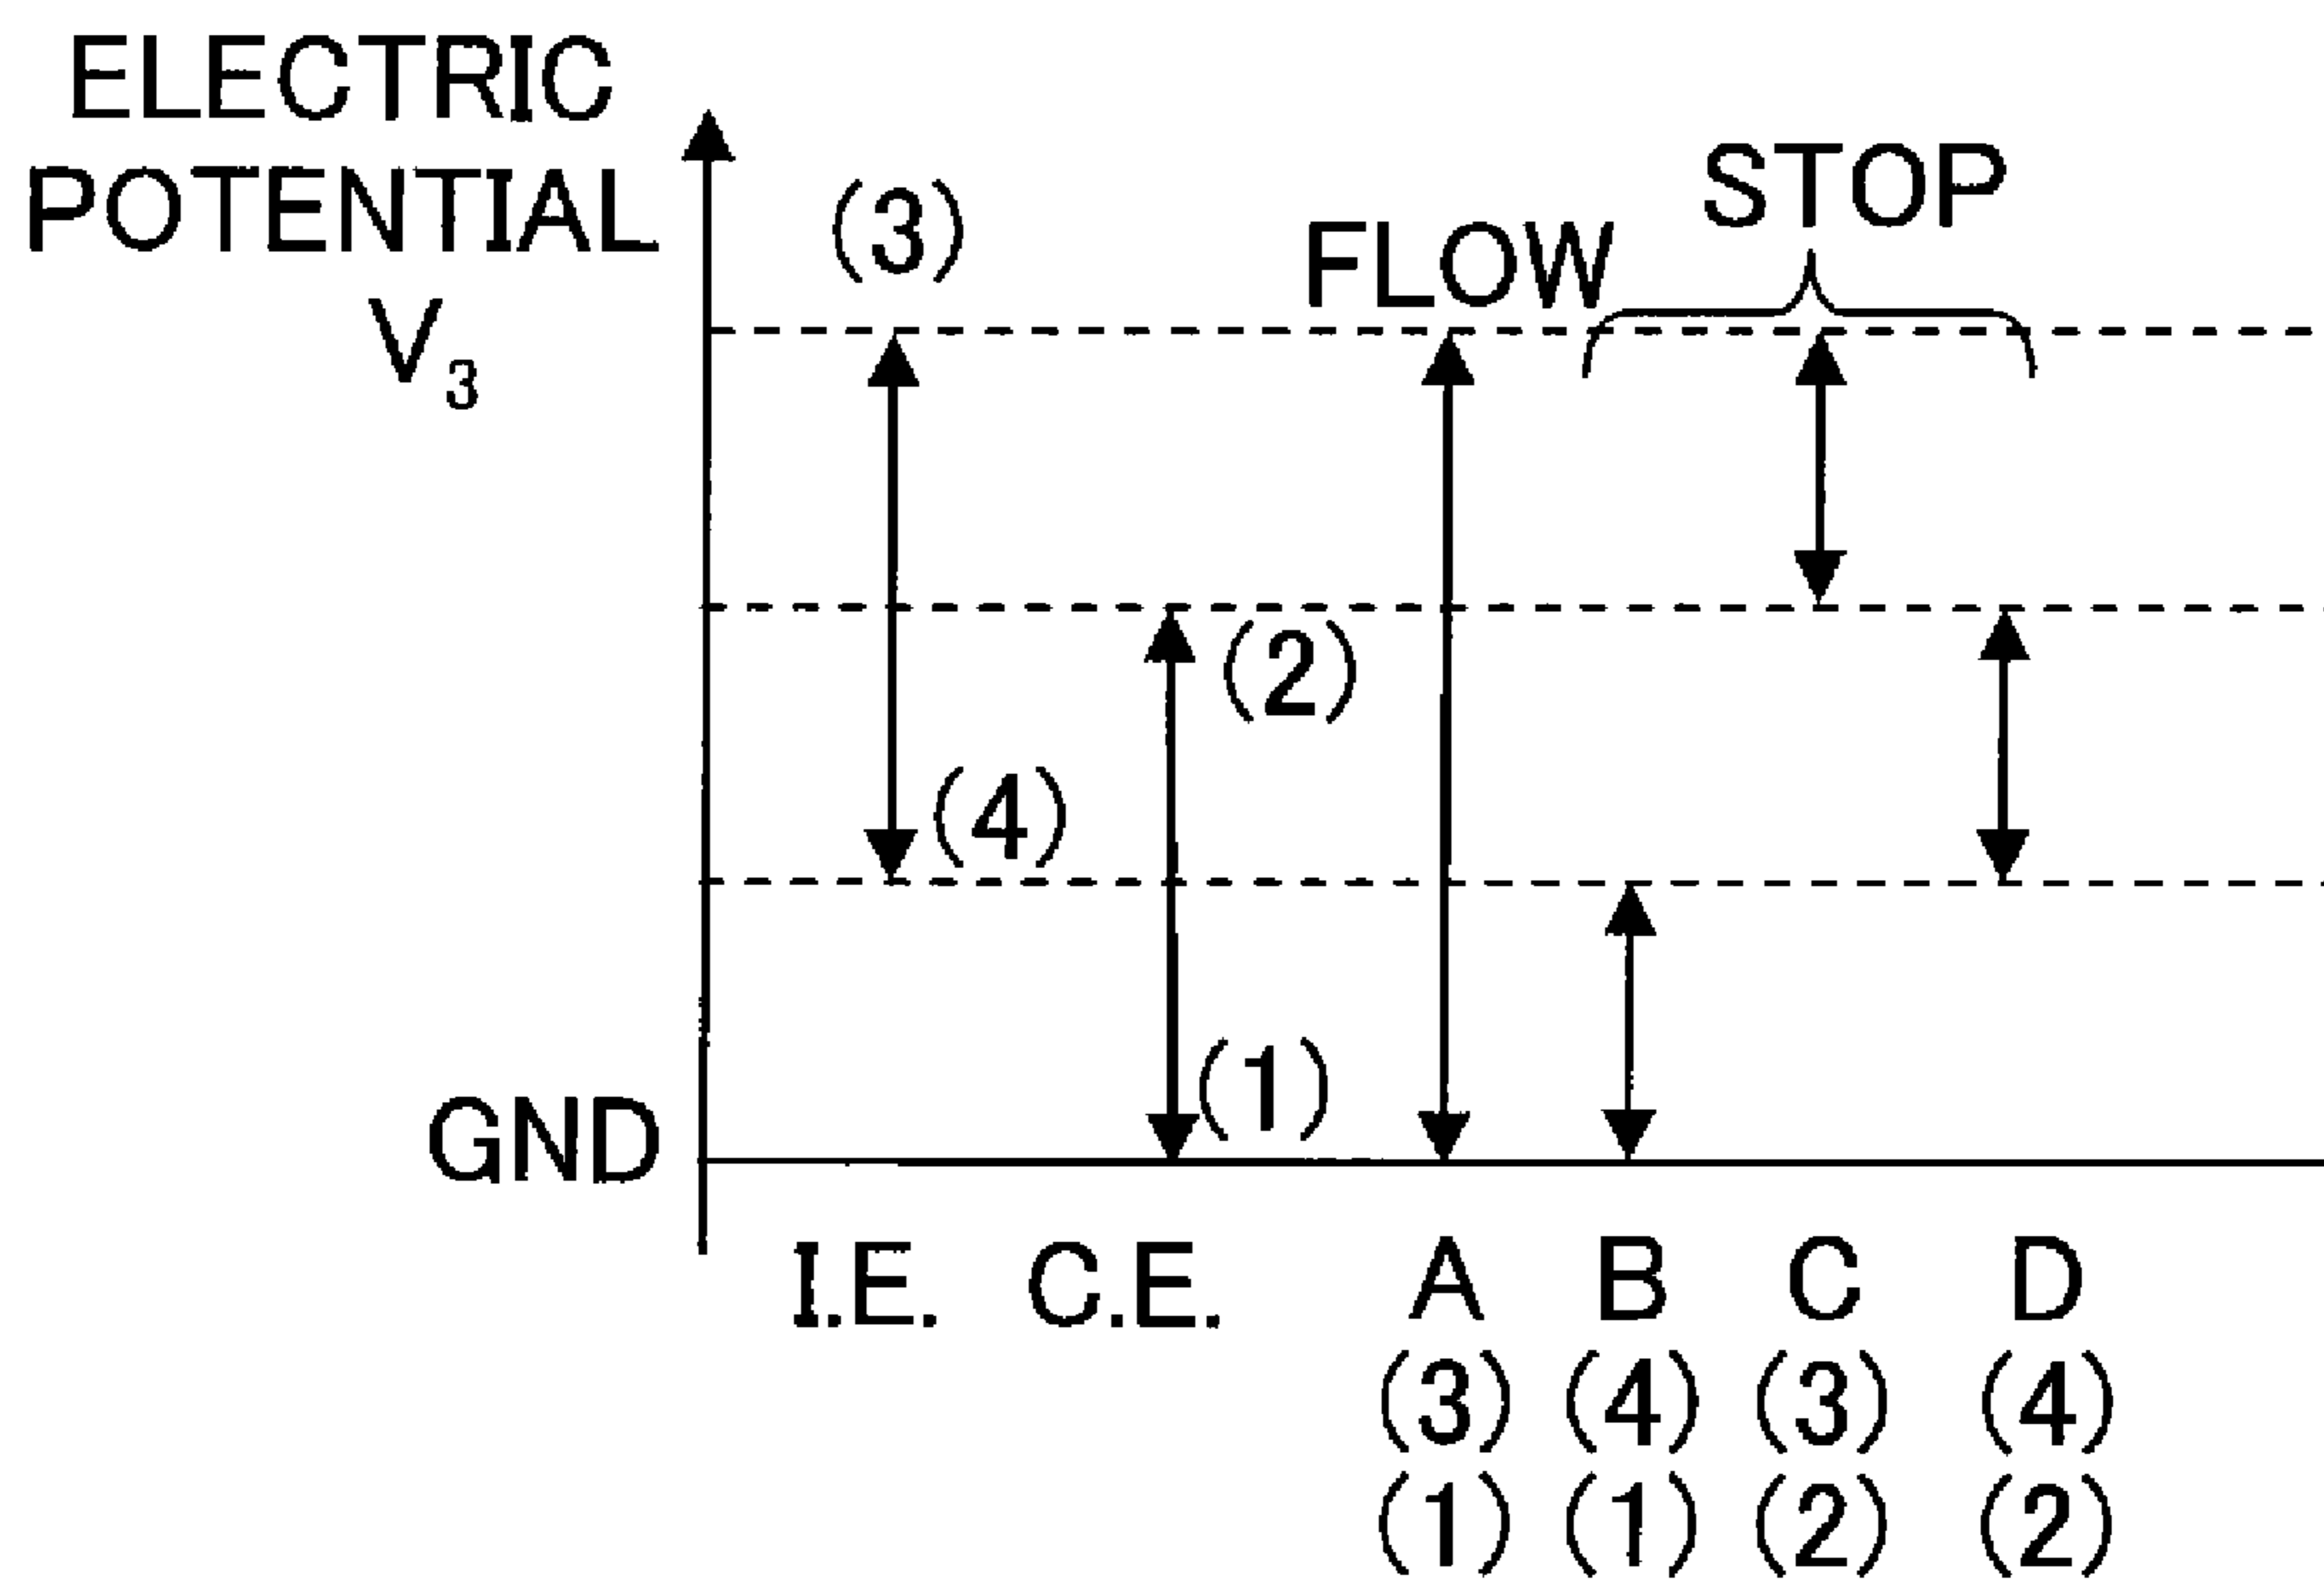 ELECTRIC
POTENTIAL
V3
(3)
FLOW
STOP
(2)
(4)
(1)
GND
I.E. C.E. A B C D
(3) (4) (3) (4)
(1) (1) (2) (2)